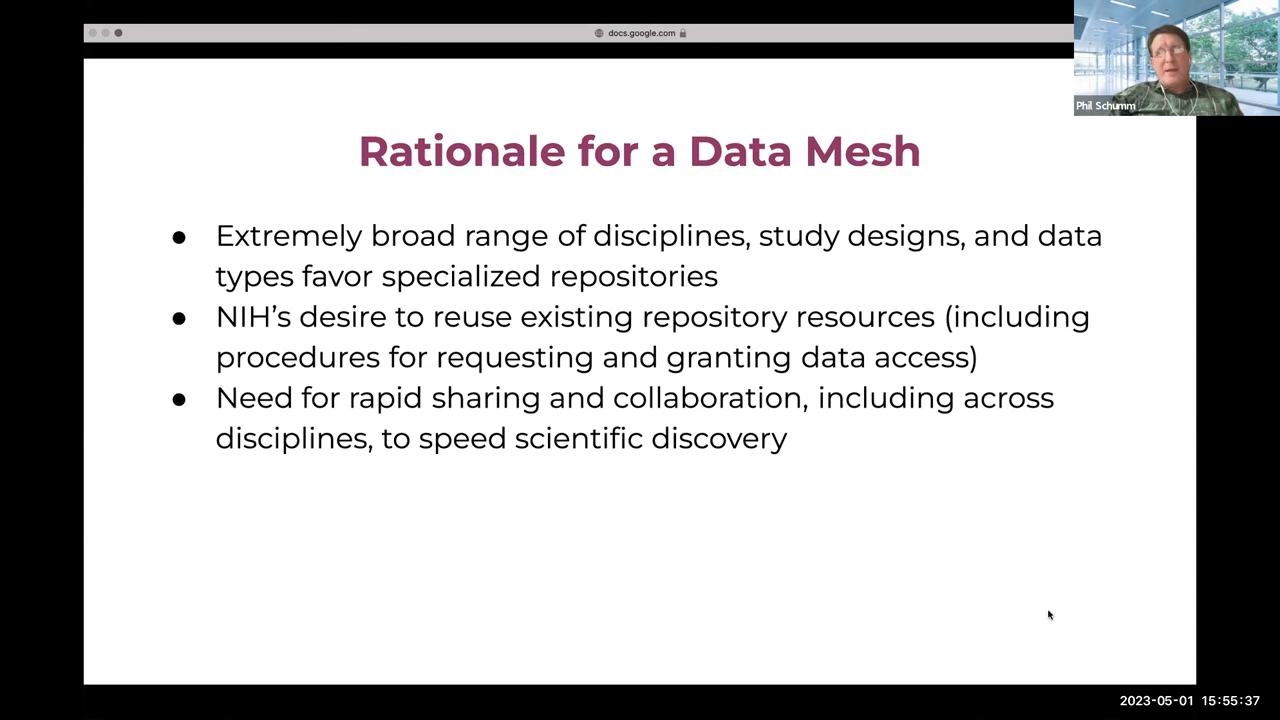 docs.google.com
Phil Schumm
Rationale for a Data Mesh
● Extremely broad range of disciplines, study designs, and data
types favor specialized repositories
● NIH’s desire to reuse existing repository resources (including
procedures for requesting and granting data access)
● Need for rapid sharing and collaboration, including across
disciplines, to speed scientific discovery
2023-05-01 15:55:37